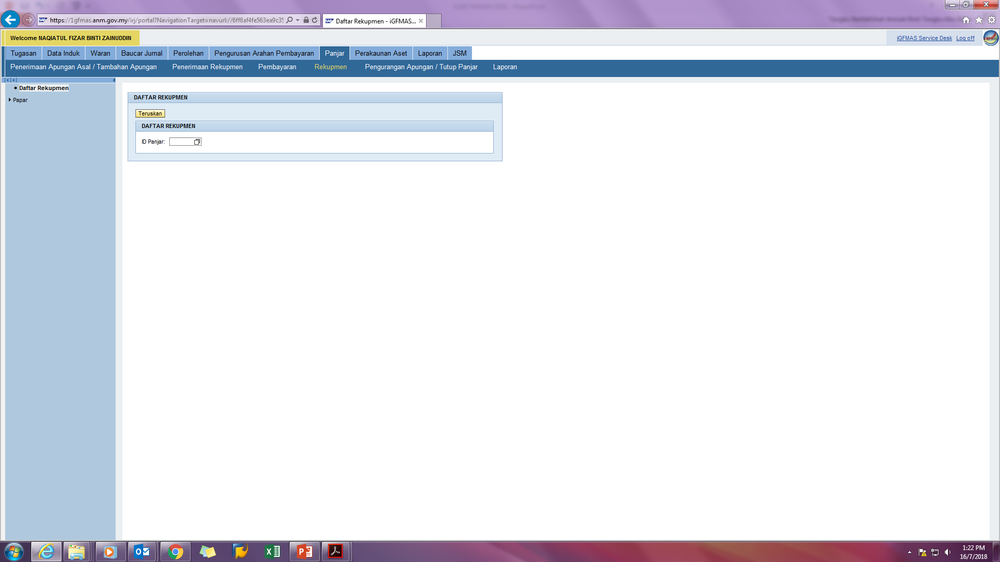 https://1gfmas.anm.gov.my/irj/portal?NavigationTarget=navurl://6ff8af4fe563ea9c35
Daftar Rekupmen - iGFMAS...
Welcome NAQIATUL FIZAR BINTI ZAINUDDIN
iGFMAS Service Desk Log off
Tugasan Data Induk Waran Baucar Jurnal Perolehan Pengurusan Arahan Pembayaran Panjar Perakaunan Aset Laporan JSM
Penerimaan Apungan Asal / Tambahan Apungan Penerimaan Rekupmen Pembayaran Rekupmen Pengurangan Apungan / Tutup Panjar Laporan
Daftar Rekupmen
Papar
DAFTAR REKUPMEN
Teruskan
DAFTAR REKUPMEN
ID Panjar:
1:22 PM
16/7/2018